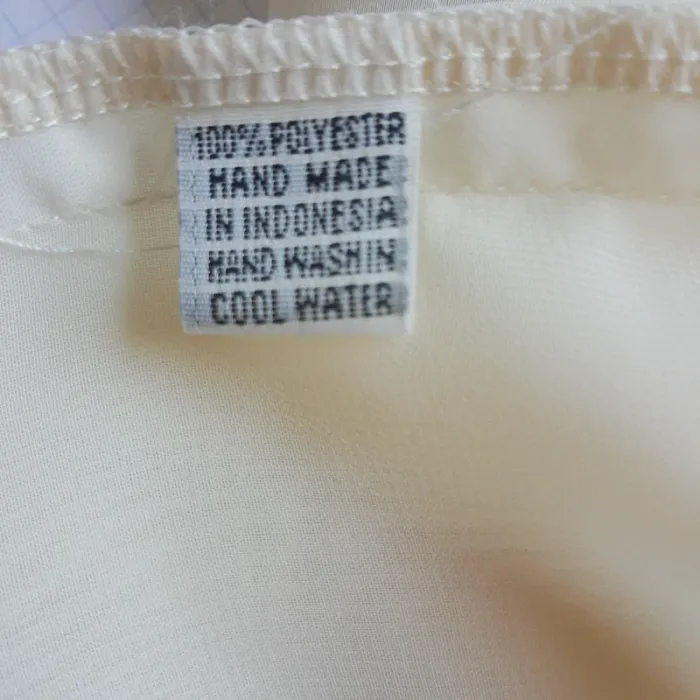 100% POLYESTER
HAND MADE
IN INDONESIA
HAND WASH IN
COOL WATER